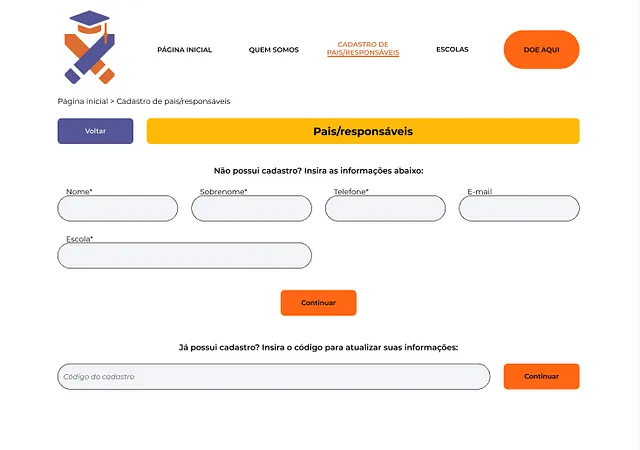 PÁGINA INICIAL
QUEM SOMOS
CADASTRO DE
PAIS/RESPONSÁVEIS
ESCOLAS
DOE AQUI
Página inicial > Cadastro de pais/responsáveis
Voltar
Pais/responsáveis
Não possui cadastro? Insira as informações abaixo:
Nome*
Sobrenome*
Telefone*
E-mail
Escola*
Continuar
Já possui cadastro? Insira o código para atualizar suas informações:
Código do cadastro
Continuar